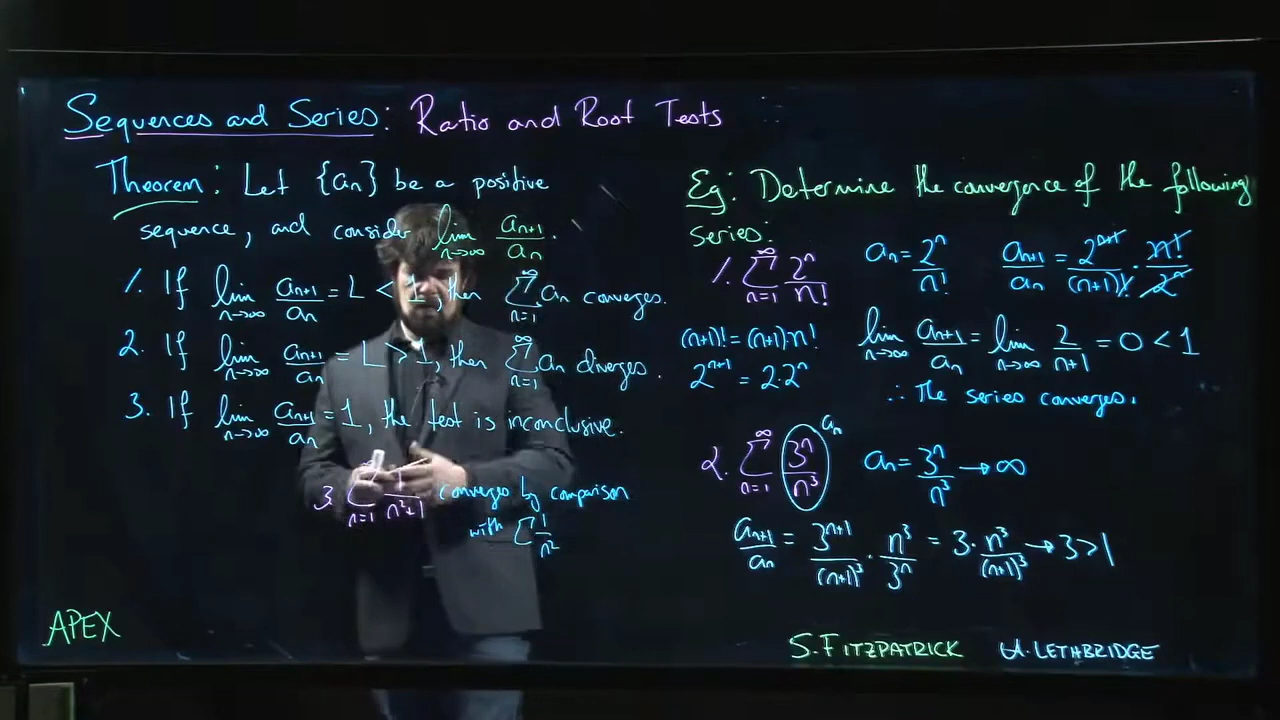 Sequences and Series: Ratio and Root Tests
Theorem: Let {aₙ} be a positive
sequence, and consider lim n→∞ aₙ₊₁/aₙ.
1. If lim n→∞ aₙ₊₁/aₙ = L < 1, then ∑ n=1 ∞ aₙ converges.
2. If lim n→∞ aₙ₊₁/aₙ = L > 1, then ∑ n=1 ∞ aₙ diverges.
3. If lim n→∞ aₙ₊₁/aₙ = 1, the test is inconclusive.
3. ∑ n=1 1/(n²+1) converges by comparison
with ∑ 1/n²
APEX
Eg: Determine the convergence of the following
series:
1. ∑ n=1 ∞ 2ⁿ/n! aₙ = 2ⁿ/n! aₙ₊₁/aₙ = 2ⁿ⁺¹/(n+1)! · n!/2ⁿ
(n+1)! = (n+1)·n!
2ⁿ⁺¹ = 2·2ⁿ
lim n→∞ aₙ₊₁/aₙ = lim n→∞ 2/(n+1) = 0 < 1
∴ The series converges.
2. ∑ n=1 ∞ 3ⁿ/n³ aₙ aₙ = 3ⁿ/n³ → ∞
aₙ₊₁/aₙ = 3ⁿ⁺¹/(n+1)³ · n³/3ⁿ = 3· n³/(n+1)³ → 3 > 1
S. FITZPATRICK U. LETHBRIDGE